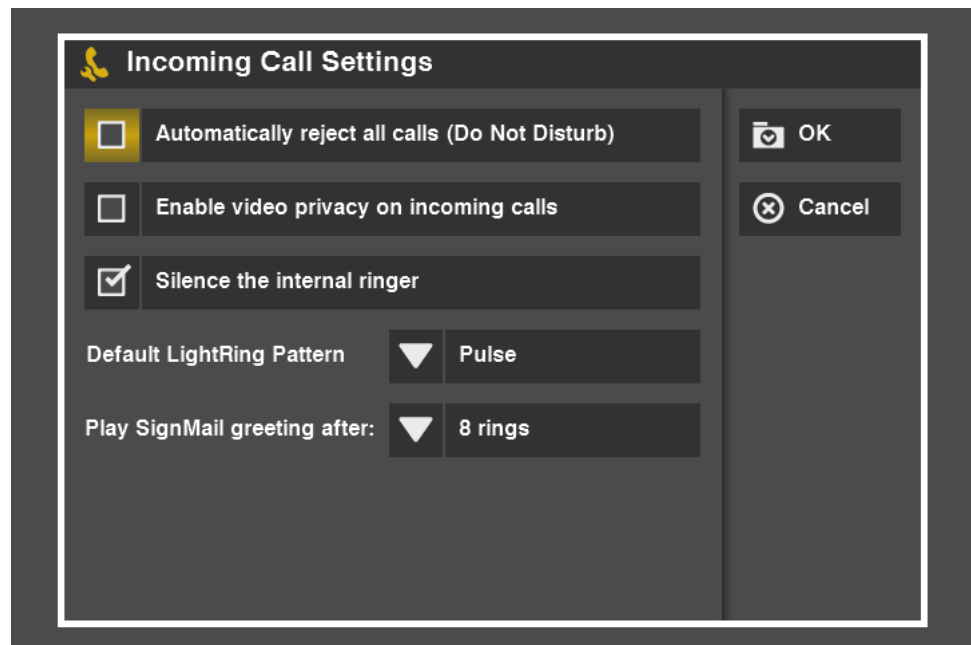 Incoming Call Settings
Automatically reject all calls (Do Not Disturb)
OK
Enable video privacy on incoming calls
Cancel
Silence the internal ringer
Default LightRing Pattern
Pulse
Play SignMail greeting after:
8 rings